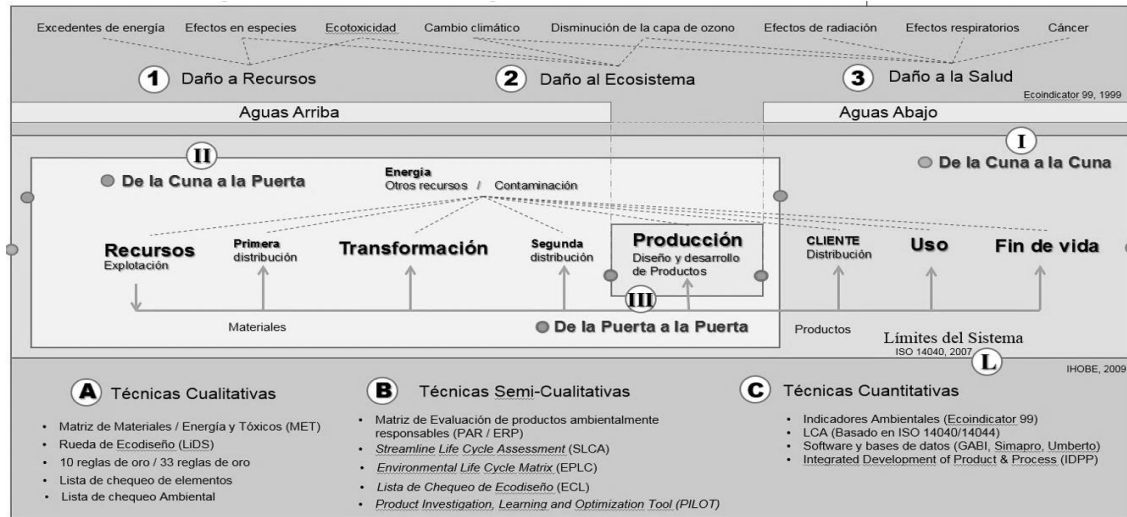 Excedentes de energía Efectos en especies Ecotoxicidad Cambio climático Disminución de la capa de ozono Efectos de radiación Efectos respiratorios Cáncer
1 Daño a Recursos 2 Daño al Ecosistema 3 Daño a la Salud
Ecoindicator 99, 1999
Aguas Arriba Aguas Abajo
II
De la Cuna a la Puerta
I
De la Cuna a la Cuna
Energía
Otros recursos / Contaminación
Recursos
Explotación
Primera
distribución
Transformación
Segunda
distribución
Producción
Diseño y desarrollo
de Productos
CLIENTE
Distribución
Uso
Fin de vida
III
Materiales
De la Puerta a la Puerta
Productos
Límites del Sistema
ISO 14040, 2007
L
IHOBE, 2009
A Técnicas Cualitativas
• Matriz de Materiales / Energía y Tóxicos (MET)
• Rueda de Ecodiseño (LiDS)
• 10 reglas de oro / 33 reglas de oro
• Lista de chequeo de elementos
• Lista de chequeo Ambiental
B Técnicas Semi-Cualitativas
• Matriz de Evaluación de productos ambientalmente
responsables (PAR / ERP)
• Streamline Life Cycle Assessment (SLCA)
• Environmental Life Cycle Matrix (EPLC)
• Lista de Chequeo de Ecodiseño (ECL)
• Product Investigation, Learning and Optimization Tool (PILOT)
C Técnicas Cuantitativas
• Indicadores Ambientales (Ecoindicator 99)
• LCA (Basado en ISO 14040/14044)
• Software y bases de datos (GABI, Simapro, Umberto)
• Integrated Development of Product & Process (IDPP)